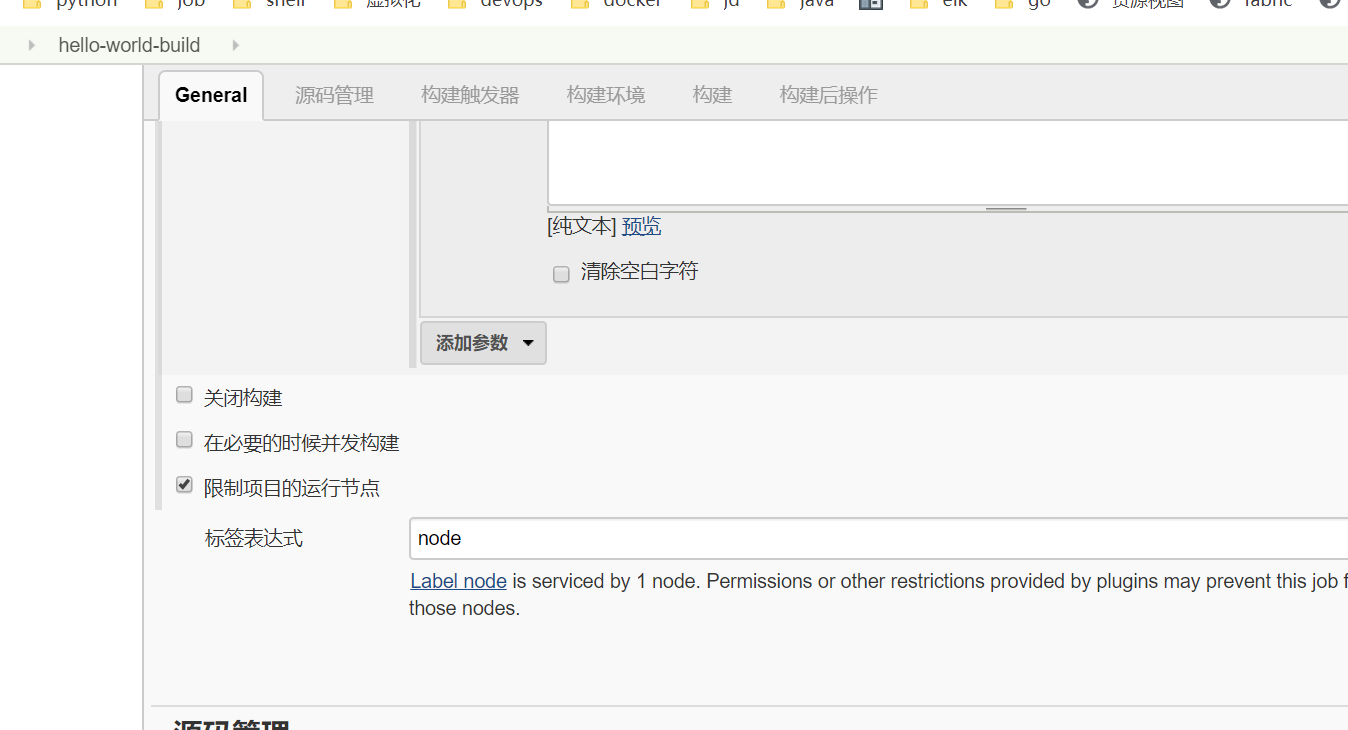 python job shell 虚拟化 devops docker jd java elk go 资源视图 fabric
hello-world-build
General 源码管理 构建触发器 构建环境 构建 构建后操作
[纯文本] 预览
清除空白字符
添加参数
关闭构建
在必要的时候并发构建
限制项目的运行节点
标签表达式 node
Label node is serviced by 1 node. Permissions or other restrictions provided by plugins may prevent this job f
those nodes.
源码管理